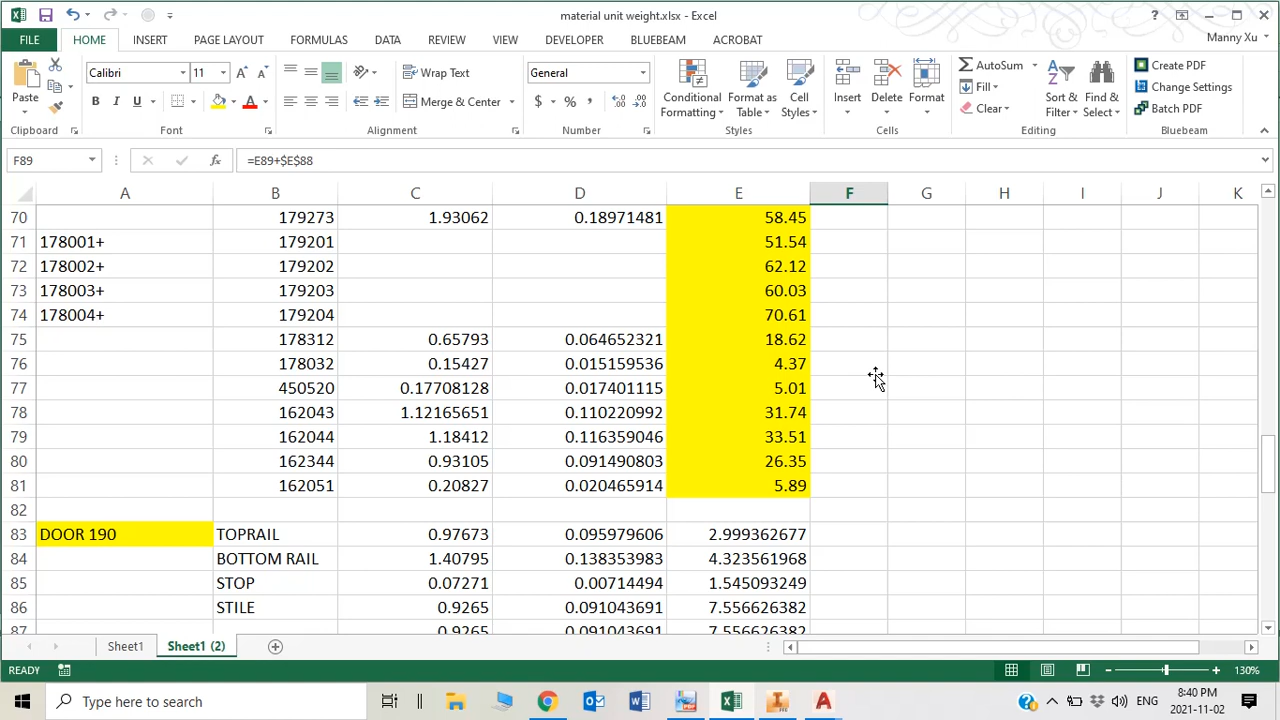 material unit weight.xlsx - Excel
FILE HOME INSERT PAGE LAYOUT FORMULAS DATA REVIEW VIEW DEVELOPER BLUEBEAM ACROBAT Manny Xu
Paste
Calibri 11
B I U A
Wrap Text
Merge & Center
General
$ % ,
Conditional Formatting
Format as Table
Cell Styles
Insert Delete Format
AutoSum
Fill
Clear
Sort & Filter
Find & Select
Create PDF
Change Settings
Batch PDF
Clipboard Font Alignment Number Styles Cells Editing Bluebeam
F89 fx =E89+$E$88
A B C D E F G H I J K
70 179273 1.93062 0.18971481 58.45
71 178001+ 179201 51.54
72 178002+ 179202 62.12
73 178003+ 179203 60.03
74 178004+ 179204 70.61
75 178312 0.65793 0.064652321 18.62
76 178032 0.15427 0.015159536 4.37
77 450520 0.17708128 0.017401115 5.01
78 162043 1.12165651 0.110220992 31.74
79 162044 1.18412 0.116359046 33.51
80 162344 0.93105 0.091490803 26.35
81 162051 0.20827 0.020465914 5.89
82
83 DOOR 190 TOPRAIL 0.97673 0.095979606 2.999362677
84 BOTTOM RAIL 1.40795 0.138353983 4.323561968
85 STOP 0.07271 0.00714494 1.545093249
86 STILE 0.9265 0.091043691 7.556626382
87 0.9265 0.091043691 7.556626382
Sheet1 Sheet1 (2)
READY 130%
Type here to search
ENG
8:40 PM
2021-11-02